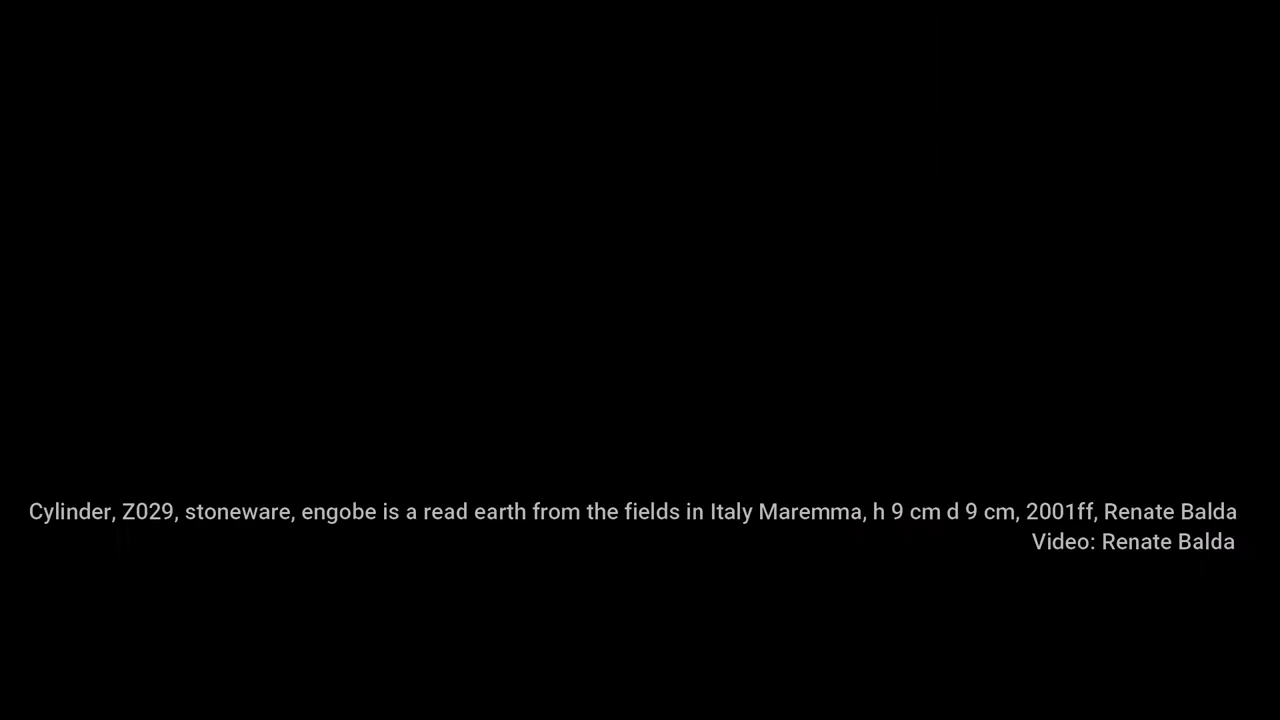 Cylinder, Z029, stoneware, engobe is a read earth from the fields in Italy Maremma, h 9 cm d 9 cm, 2001ff, Renate Balda
Video: Renate Balda